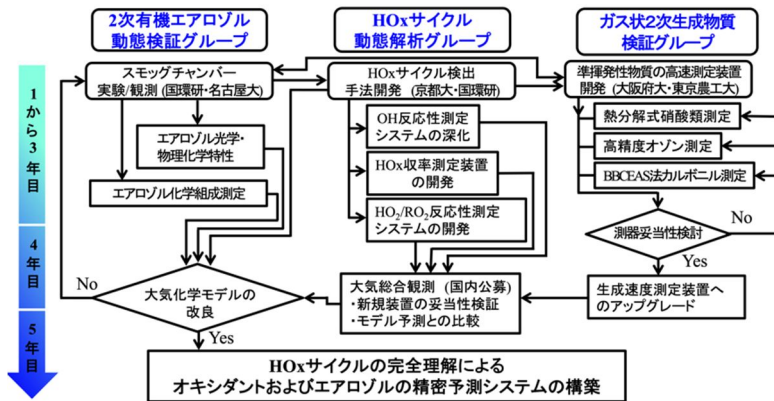 2次有機エアロゾル
動態検証グループ
HOxサイクル
動態解析グループ
ガス状2次生成物質
検証グループ
1から3年目
4年目
5年目
スモッグチャンバー
実験/観測 (国環研・名古屋大)
エアロゾル光学・
物理化学特性
エアロゾル化学組成測定
HOxサイクル検出
手法開発 (京都大・国環研)
OH反応性測定
システムの深化
HOx収率測定装置
の開発
HO₂/RO₂反応性測定
システムの開発
準揮発性物質の高速測定装置
開発 (大阪府大・東京農工大)
熱分解式硝酸類測定
高精度オゾン測定
BBCEAS法カルボニル測定
測器妥当性検討
No
Yes
生成速度測定装置へ
のアップグレード
大気総合観測 (国内公募)
・新規装置の妥当性検証
・モデル予測との比較
No
大気化学モデルの
改良
Yes
HOxサイクルの完全理解による
オキシダントおよびエアロゾルの精密予測システムの構築